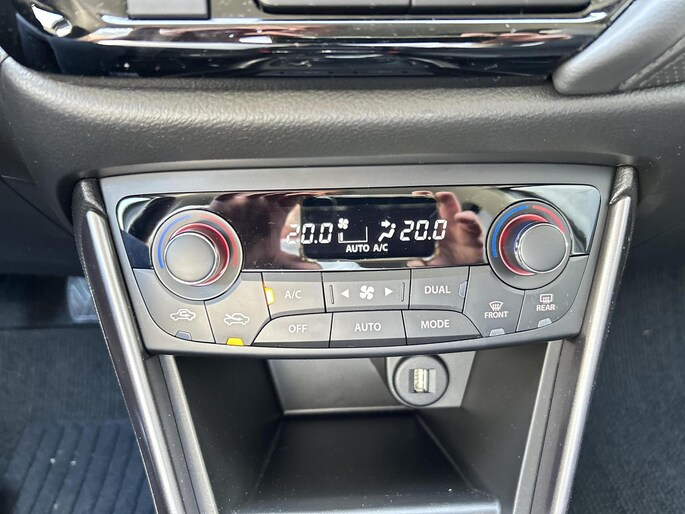 20.0 20.0
AUTO A/C
A/C DUAL
FRONT REAR
OFF AUTO MODE